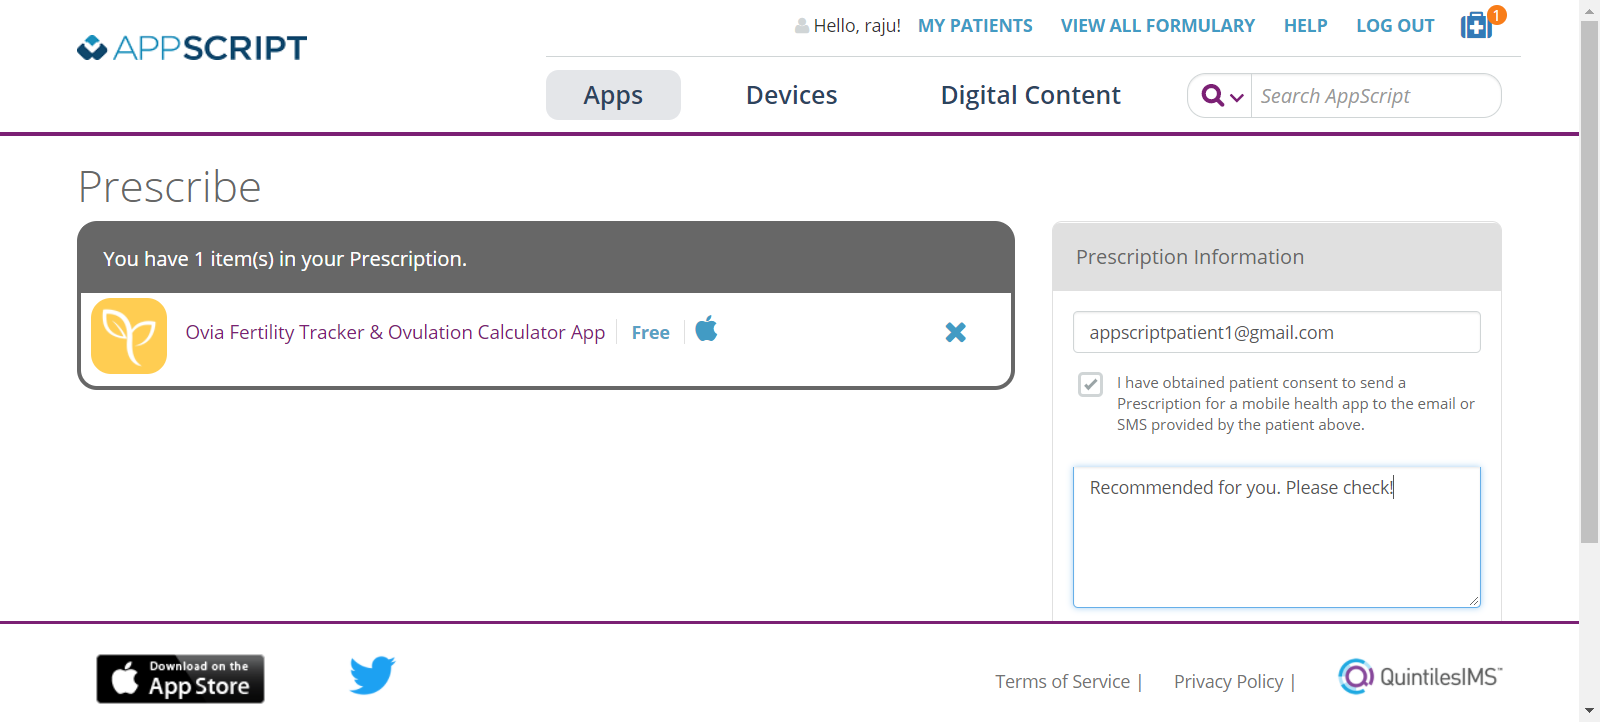 Hello, raju! MY PATIENTS VIEW ALL FORMULARY HELP LOG OUT 1
APPSCRIPT
Apps Devices Digital Content Search AppScript
Prescribe
You have 1 item(s) in your Prescription.
Ovia Fertility Tracker & Ovulation Calculator App Free
Prescription Information
appscriptpatient1@gmail.com
I have obtained patient consent to send a
Prescription for a mobile health app to the email or
SMS provided by the patient above.
Recommended for you. Please check!
Download on the
App Store
Terms of Service | Privacy Policy |
QuintilesIMS™